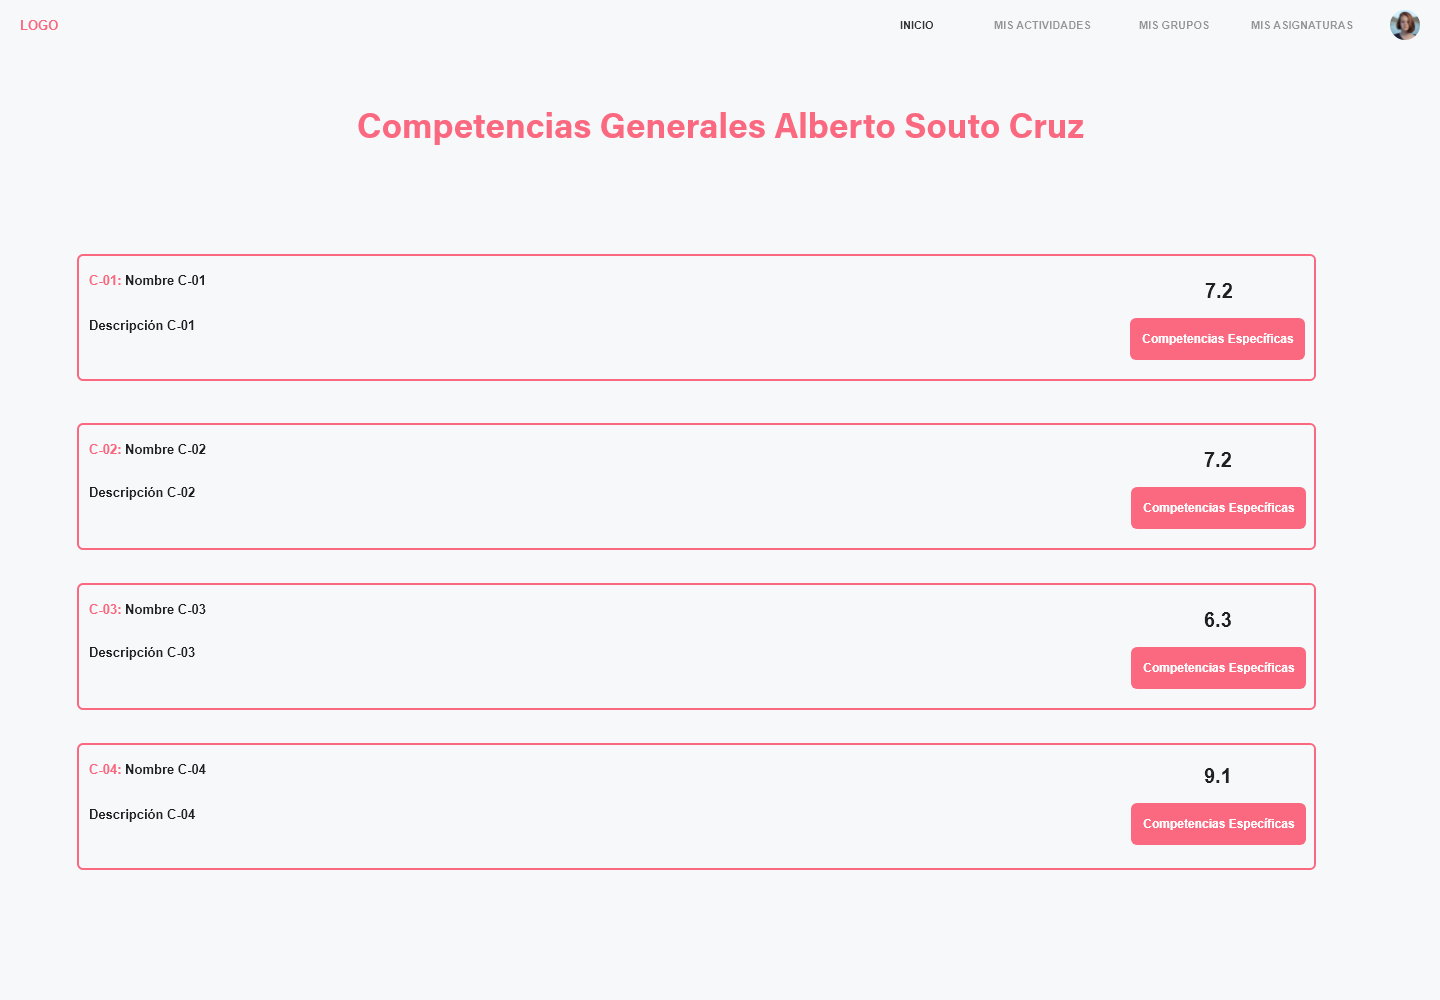 LOGO
INICIO
MIS ACTIVIDADES
MIS GRUPOS
MIS ASIGNATURAS
Competencias Generales Alberto Souto Cruz
C-01: Nombre C-01
7.2
Descripción C-01
Competencias Específicas
C-02: Nombre C-02
7.2
Descripción C-02
Competencias Específicas
C-03: Nombre C-03
6.3
Descripción C-03
Competencias Específicas
C-04: Nombre C-04
9.1
Descripción C-04
Competencias Específicas